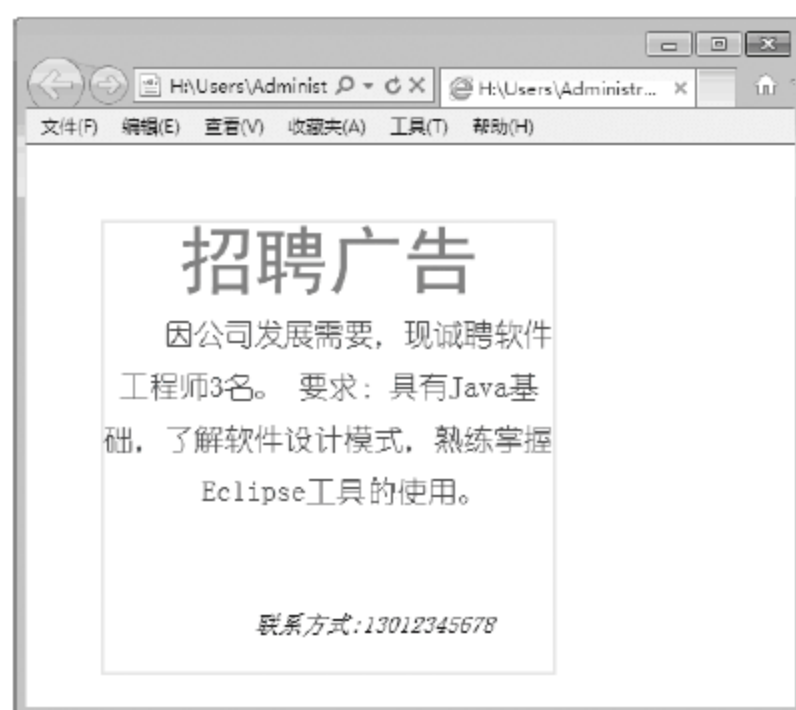 H:\Users\Administ
H:\Users\Administr...
文件(F) 编辑(E) 查看(V) 收藏夹(A) 工具(T) 帮助(H)
招聘广告
因公司发展需要，现诚聘软件
工程师3名。 要求：具有Java基
础，了解软件设计模式，熟练掌握
Eclipse工具的使用。
联系方式:13012345678